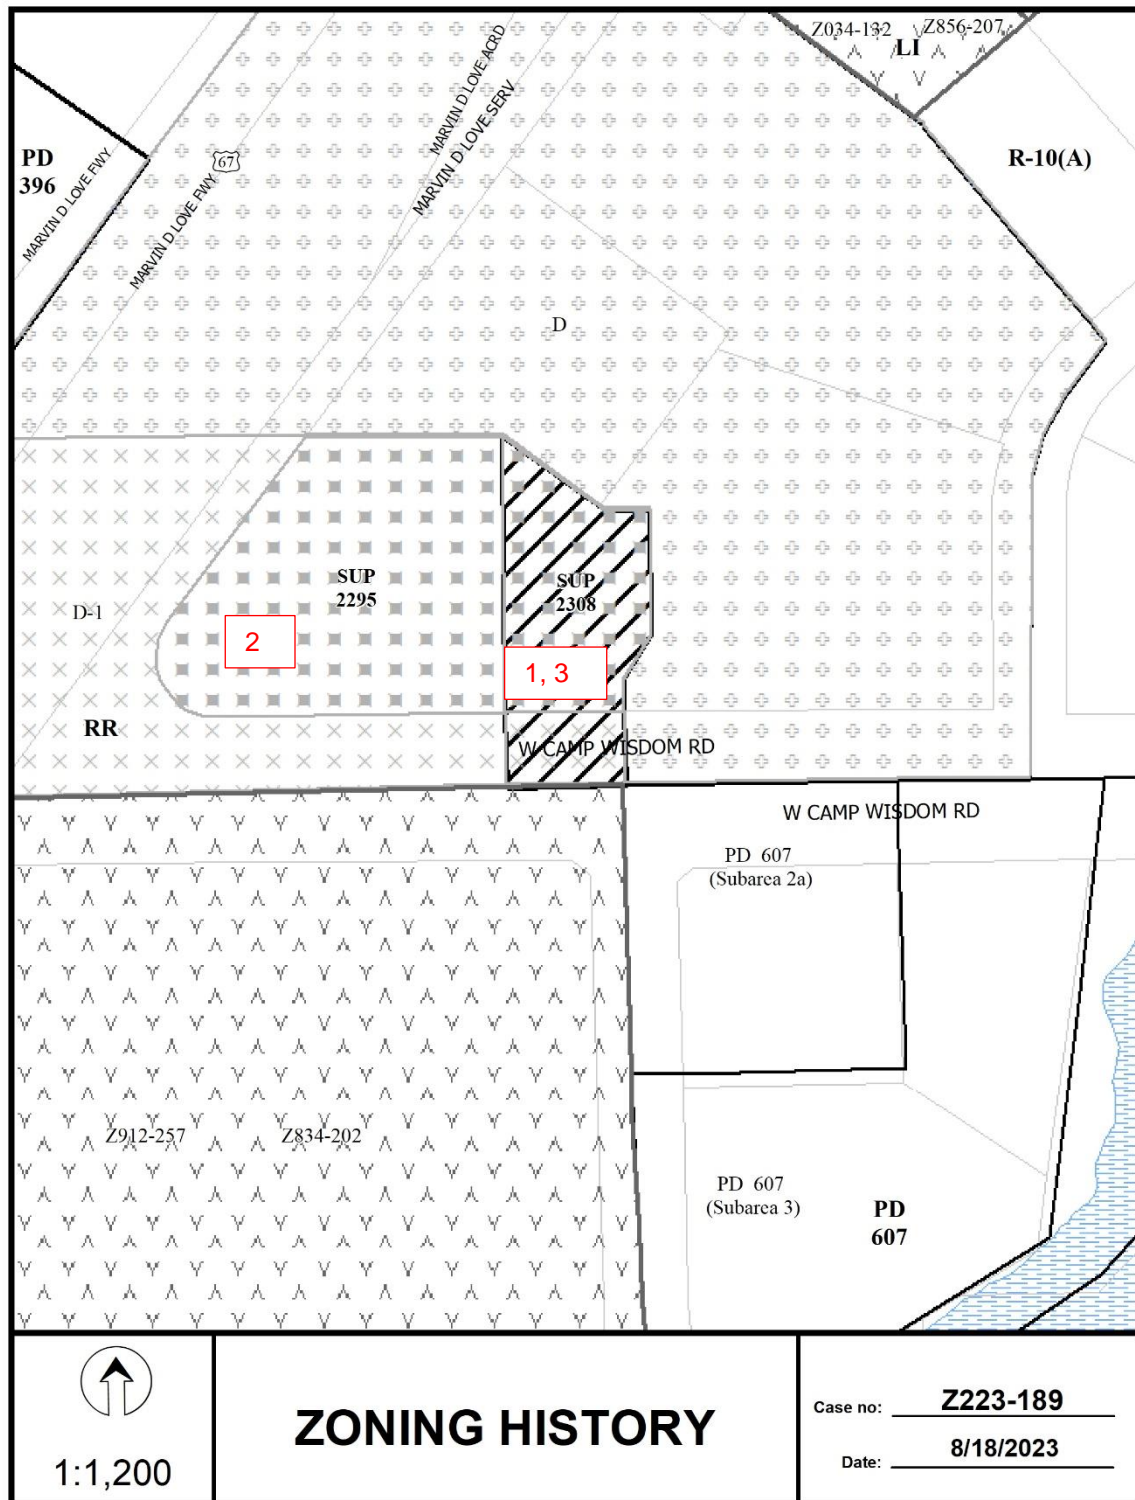 Z034-132
Z856-207
LI
MARVIN D LOVE ACRD
MARVIN D LOVE SERV
PD
396
67
R-10(A)
MARVIN D LOVE FWY
MARVIN D LOVE FWY
D
SUP
2295
SUP
2308
D-1
2
1, 3
RR
W CAMP WISDOM RD
W CAMP WISDOM RD
PD 607
(Subarea 2a)
Z912-257
Z834-202
PD 607
(Subarea 3)
PD
607
1:1,200
ZONING HISTORY
Case no: Z223-189
Date: 8/18/2023